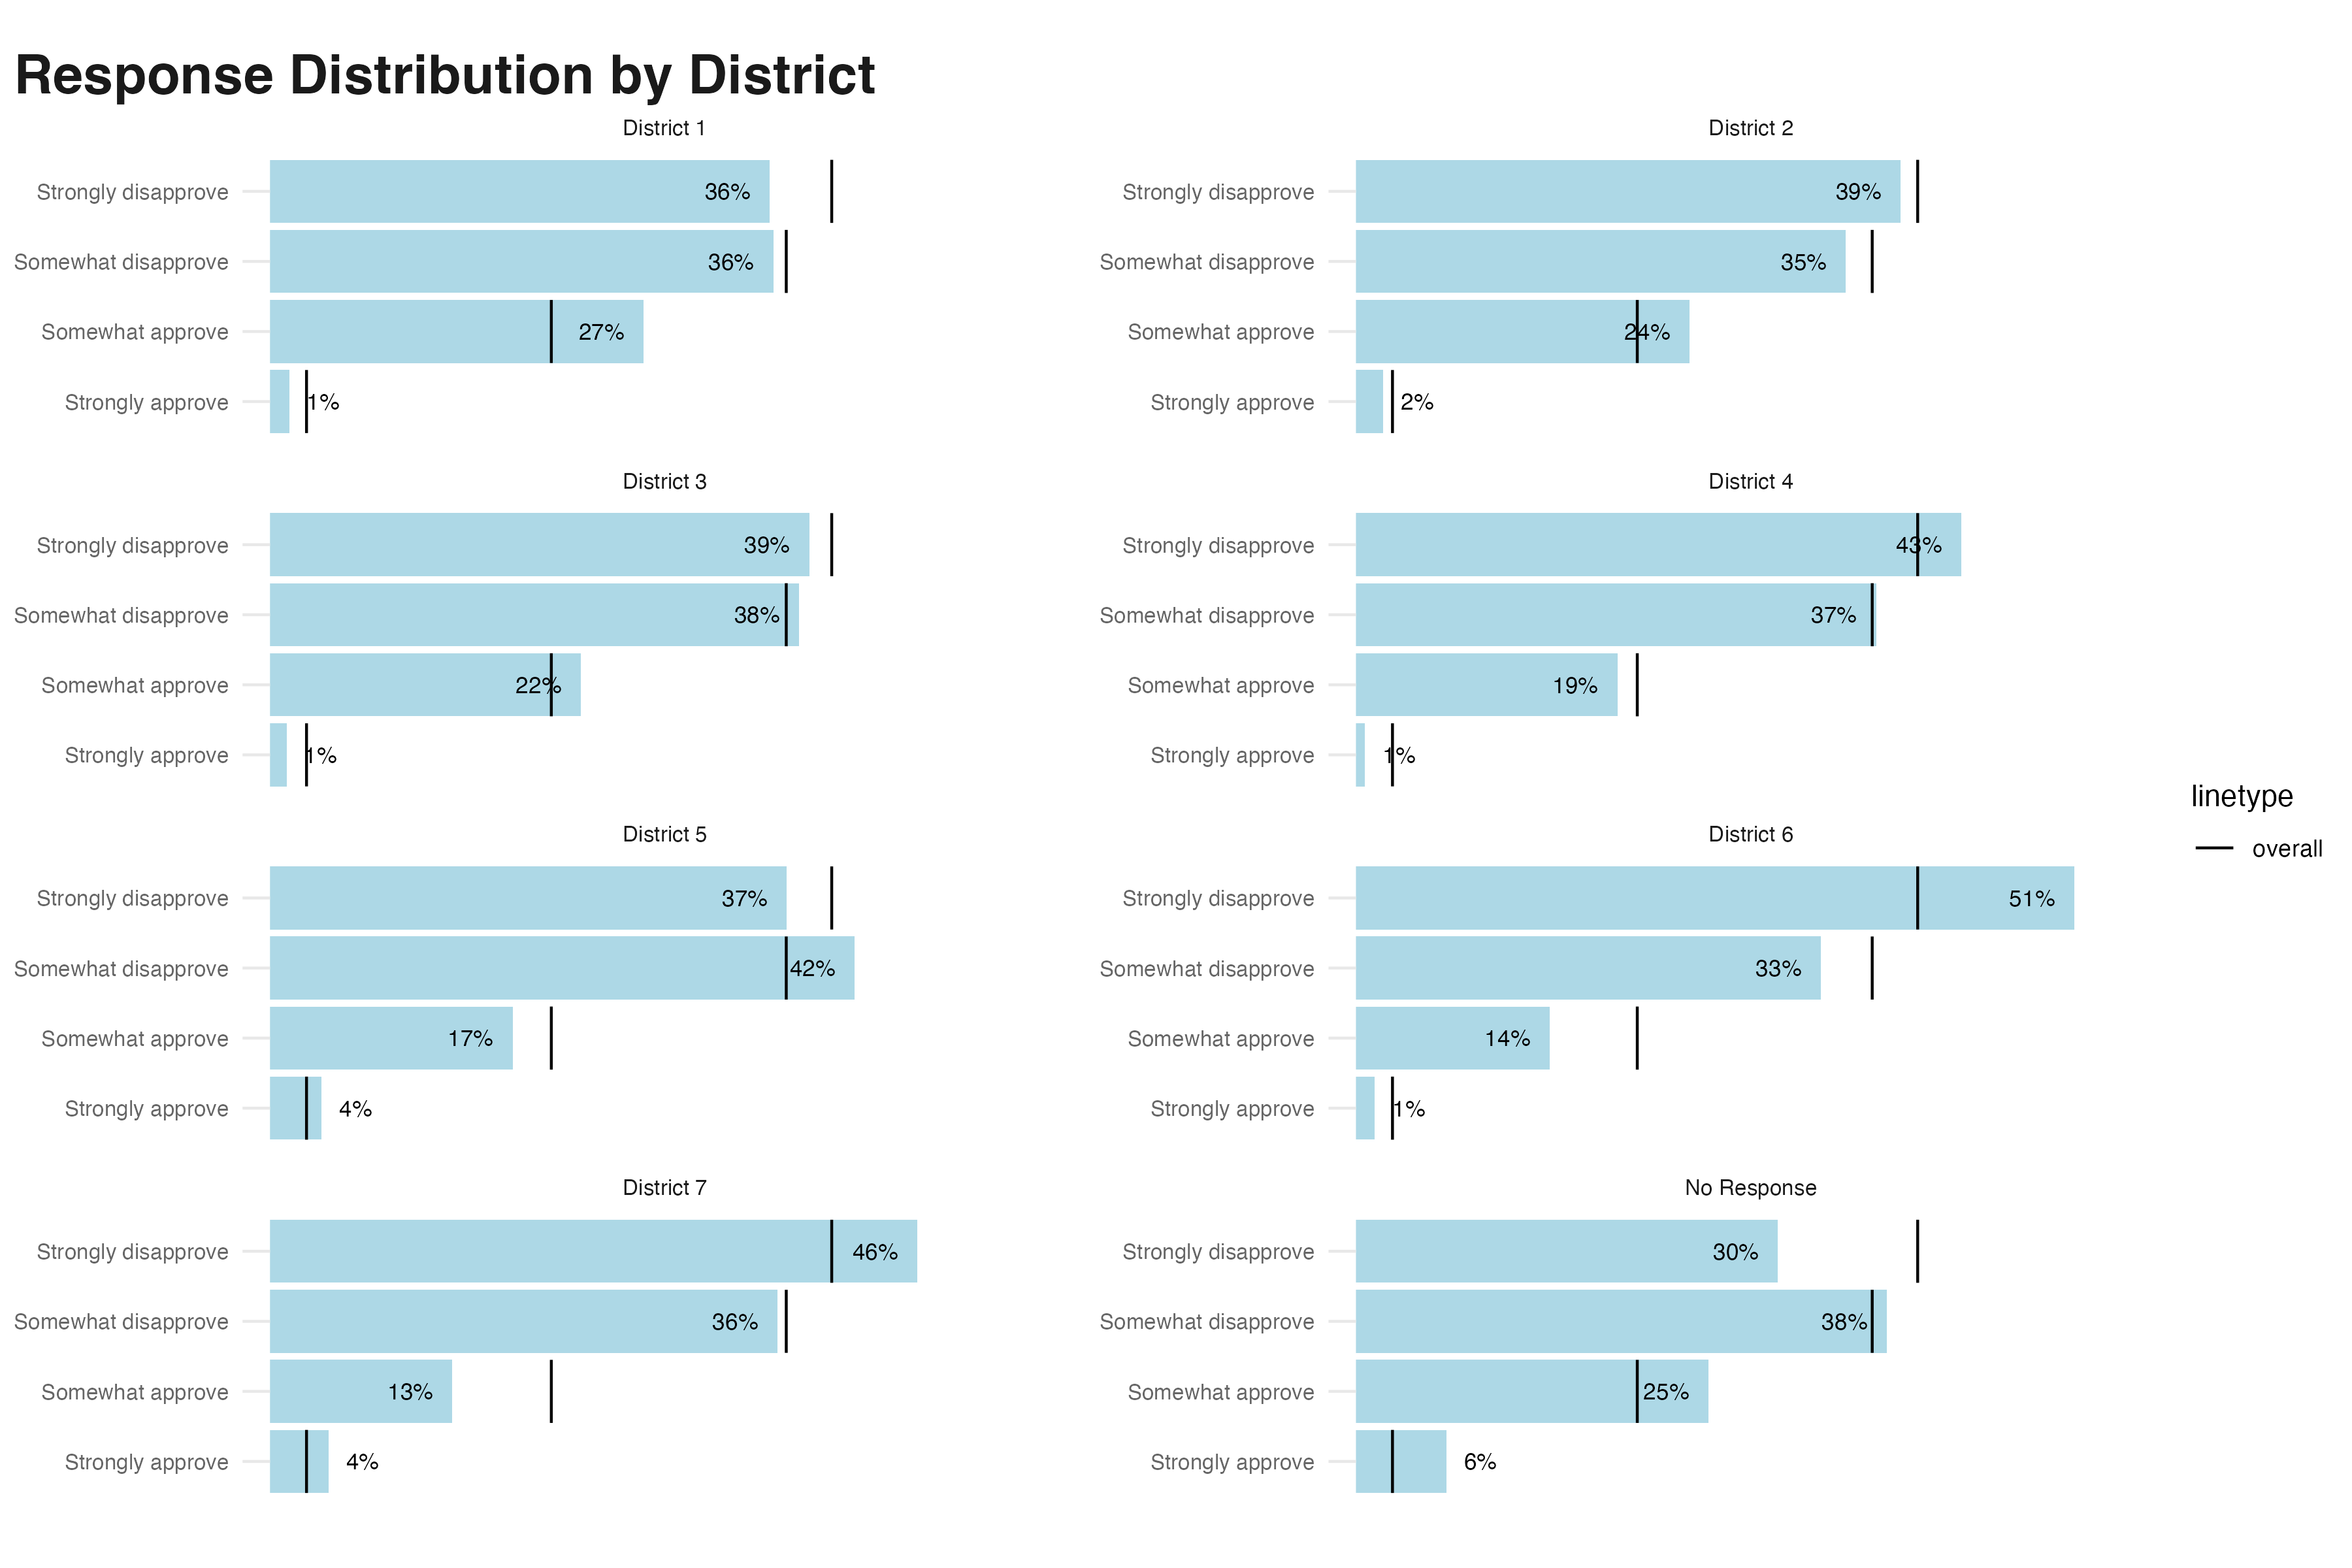 Response Distribution by District
District 1
Strongly disapprove 36%
Somewhat disapprove 36%
Somewhat approve 27%
Strongly approve 1%
District 2
Strongly disapprove 39%
Somewhat disapprove 35%
Somewhat approve 24%
Strongly approve 2%
District 3
Strongly disapprove 39%
Somewhat disapprove 38%
Somewhat approve 22%
Strongly approve 1%
District 4
Strongly disapprove 43%
Somewhat disapprove 37%
Somewhat approve 19%
Strongly approve 1%
District 5
Strongly disapprove 37%
Somewhat disapprove 42%
Somewhat approve 17%
Strongly approve 4%
District 6
Strongly disapprove 51%
Somewhat disapprove 33%
Somewhat approve 14%
Strongly approve 1%
District 7
Strongly disapprove 46%
Somewhat disapprove 36%
Somewhat approve 13%
Strongly approve 4%
No Response
Strongly disapprove 30%
Somewhat disapprove 38%
Somewhat approve 25%
Strongly approve 6%
linetype
overall